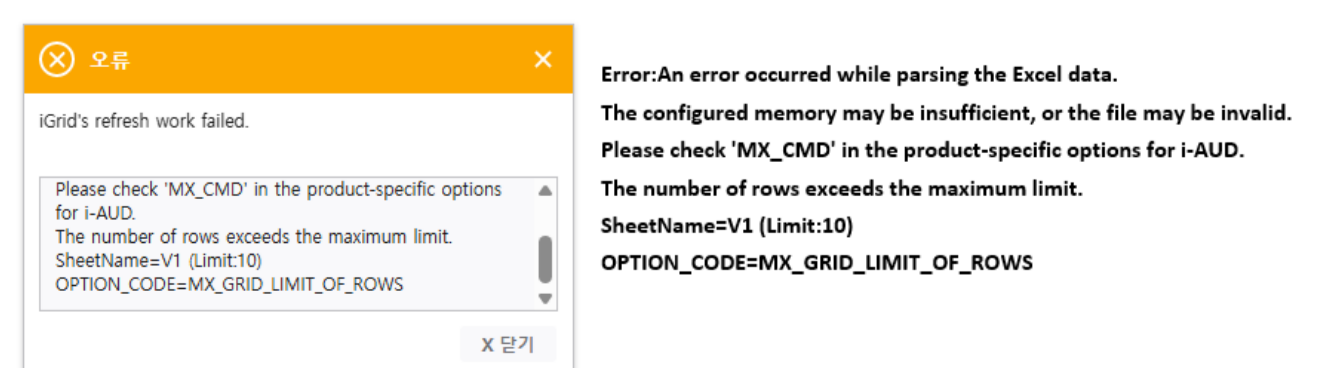 오류
iGrid's refresh work failed.
Please check 'MX_CMD' in the product-specific options
for i-AUD.
The number of rows exceeds the maximum limit.
SheetName=V1 (Limit:10)
OPTION_CODE=MX_GRID_LIMIT_OF_ROWS
X 닫기
Error:An error occurred while parsing the Excel data.
The configured memory may be insufficient, or the file may be invalid.
Please check 'MX_CMD' in the product-specific options for i-AUD.
The number of rows exceeds the maximum limit.
SheetName=V1 (Limit:10)
OPTION_CODE=MX_GRID_LIMIT_OF_ROWS